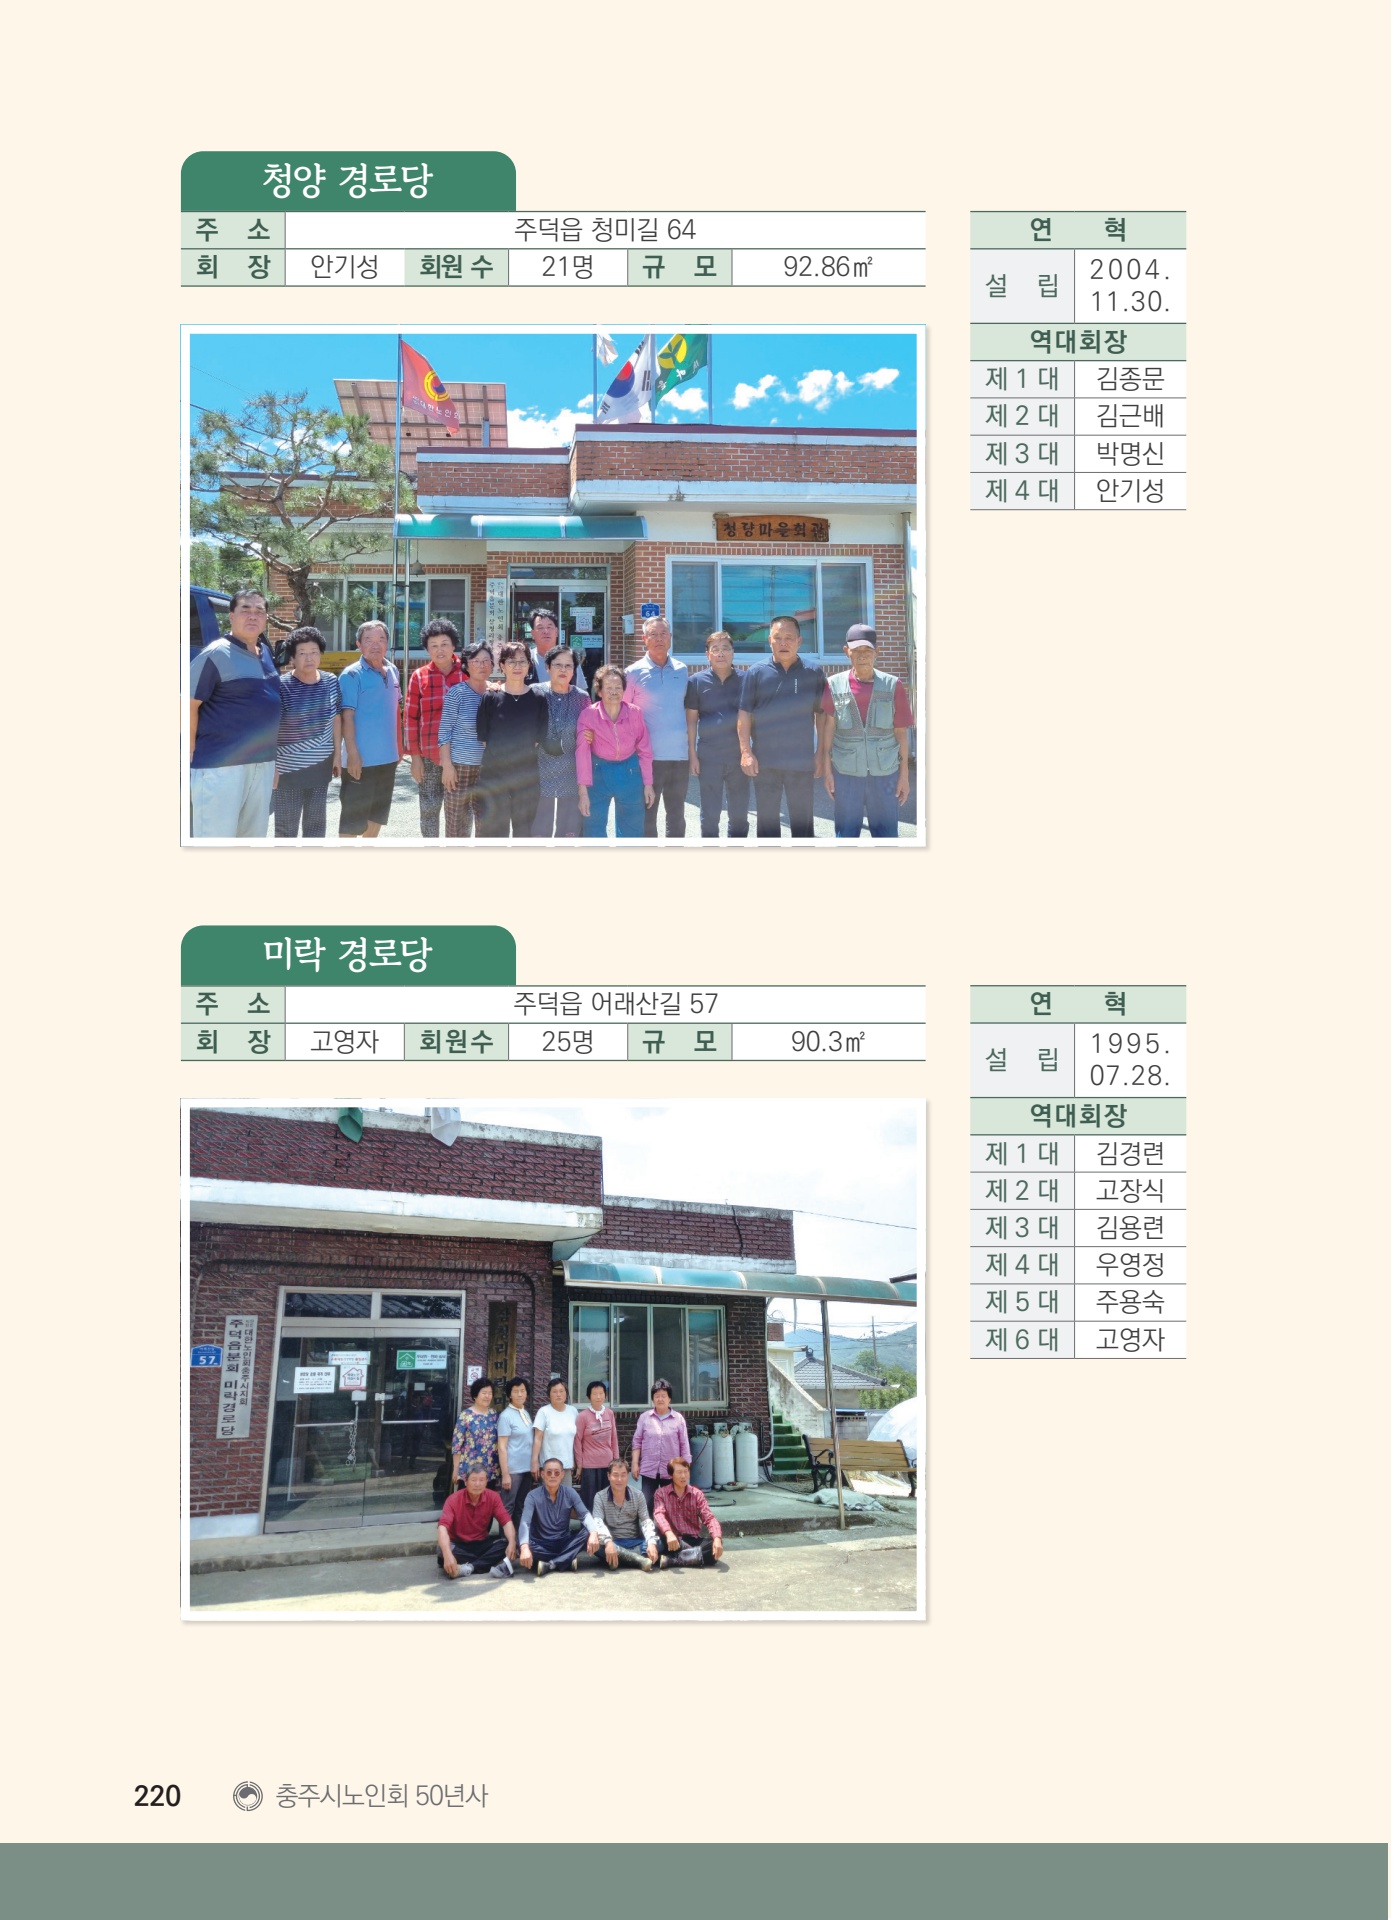 청양 경로당
주 소 주덕읍 청미길 64
회 장 안기성 회원 수 21명 규 모 92.86㎡
연 혁
설 립 2004.
11.30.
역대회장
제 1 대 김종문
제 2 대 김근배
제 3 대 박명신
제 4 대 안기성
대한노인회
64
미락 경로당
주 소 주덕읍 어래산길 57
회 장 고영자 회원수 25명 규 모 90.3㎡
연 혁
설 립 1995.
07.28.
역대회장
제 1 대 김경련
제 2 대 고장식
제 3 대 김용련
제 4 대 우영정
제 5 대 주용숙
제 6 대 고영자
57
대한노인회충주시지회
주덕읍분회 미락경로당
220 충주시노인회 50년사